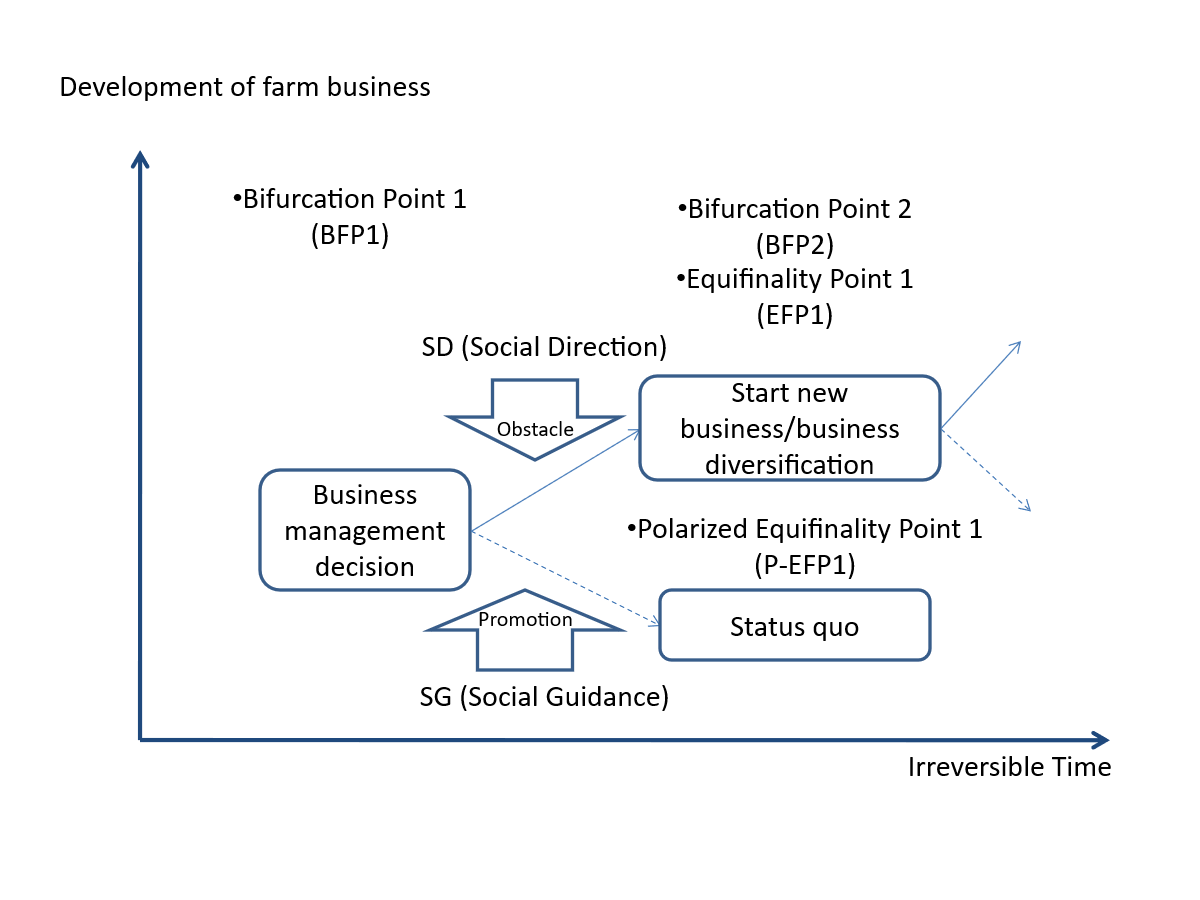 Development of farm business
•Bifurcation Point 1
(BFP1)
•Bifurcation Point 2
(BFP2)
•Equifinality Point 1
(EFP1)
SD (Social Direction)
Obstacle
Start new
business/business
diversification
Business
management
decision
•Polarized Equifinality Point 1
(P-EFP1)
Promotion
Status quo
SG (Social Guidance)
Irreversible Time